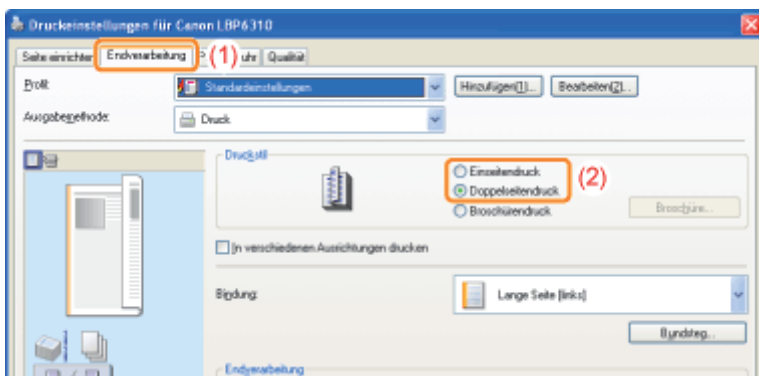 Druckeinstellungen für Canon LBP6310
Seite einrichten Endverarbeitung (1) uhr Qualität
Profil: Standardeinstellungen Hinzufügen(1)... Bearbeiten(2)...
Ausgabemethode: Druck
Druckstil
Einseitendruck
Doppelseitendruck (2)
Broschürendruck Broschüre...
In verschiedenen Ausrichtungen drucken
Bindung: Lange Seite [links]
Bundsteg...
Endverarbeitung